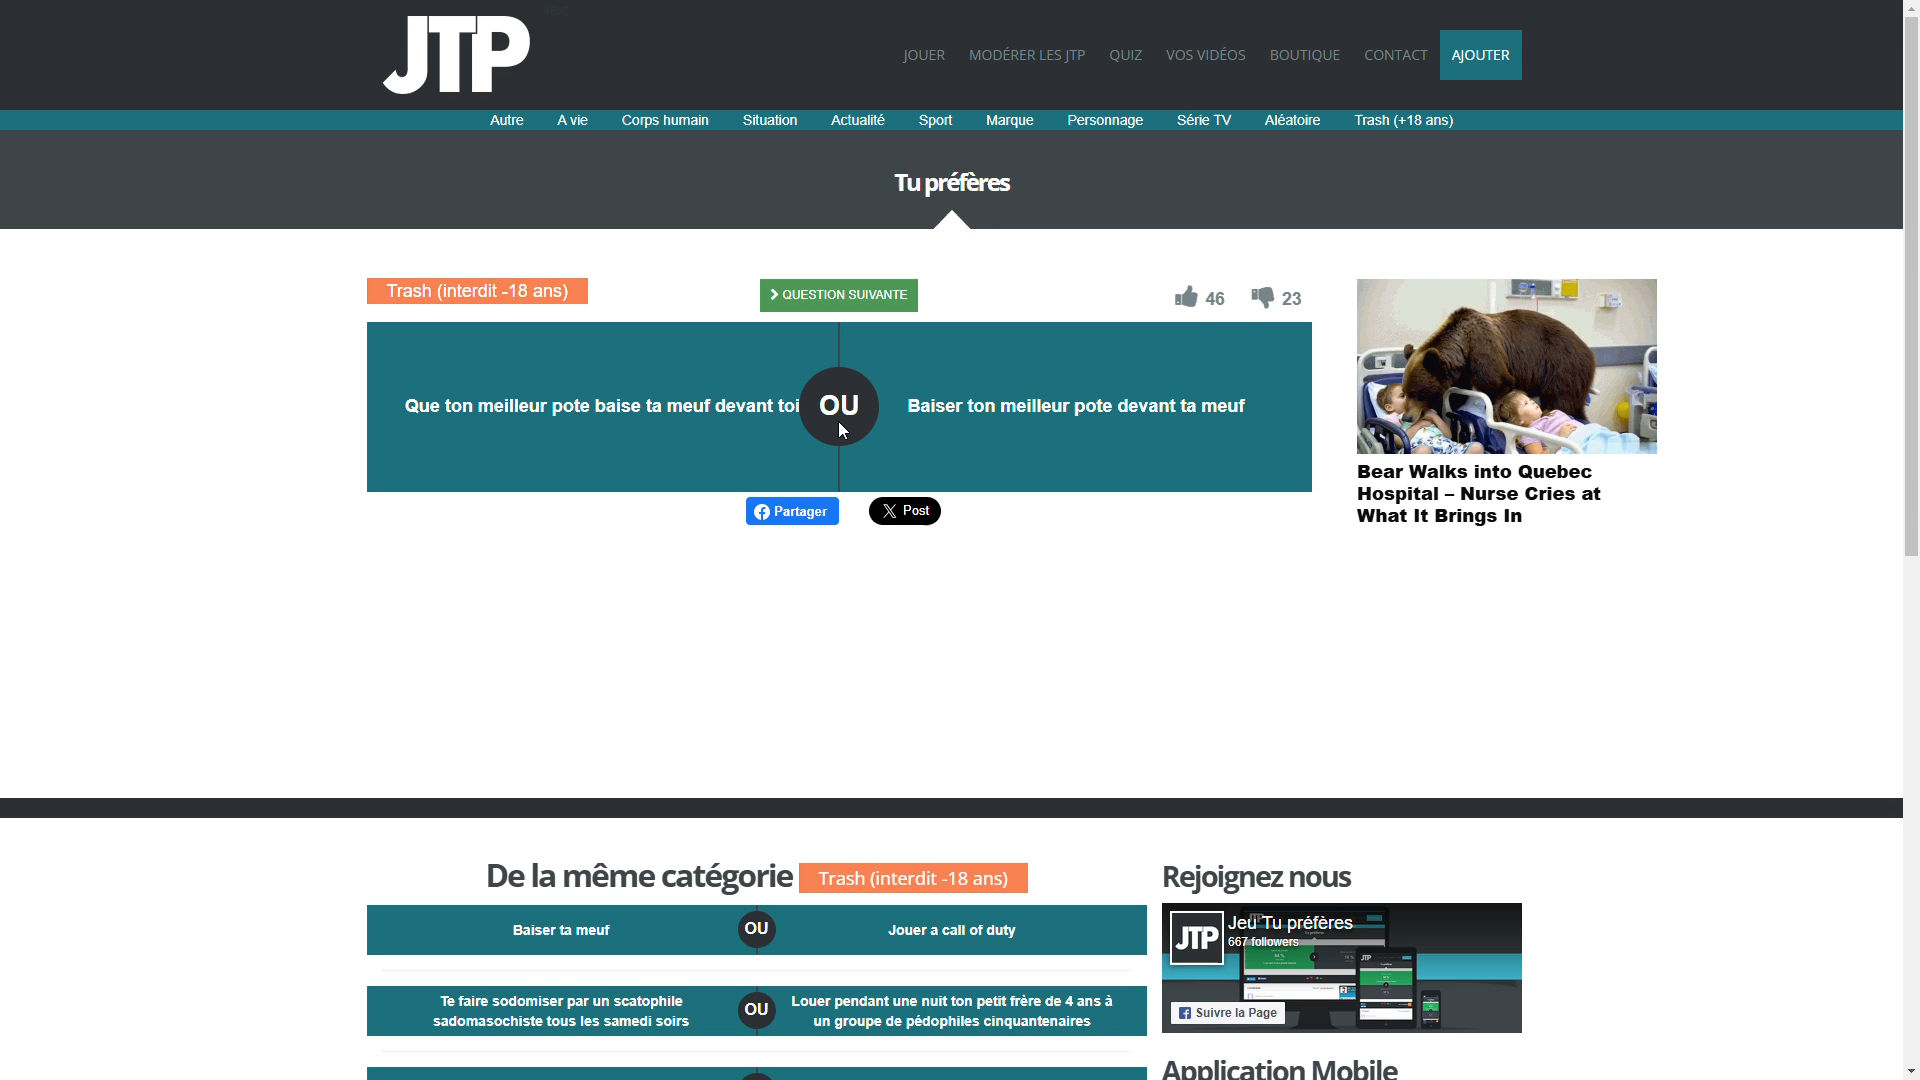 JTP
JOUER MODÉRER LES JTP QUIZ VOS VIDÉOS BOUTIQUE CONTACT AJOUTER
Autre A vie Corps humain Situation Actualité Sport Marque Personnage Série TV Aléatoire Trash (+18 ans)
Tu préfères
Trash (interdit -18 ans)
QUESTION SUIVANTE
46 23
Que ton meilleur pote baise ta meuf devant toi
OU
Baiser ton meilleur pote devant ta meuf
Partager
Post
Bear Walks into Quebec
Hospital – Nurse Cries at
What It Brings In
De la même catégorie Trash (interdit -18 ans)
Baiser ta meuf
OU
Jouer a call of duty
Te faire sodomiser par un scatophile
sadomasochiste tous les samedi soirs
OU
Louer pendant une nuit ton petit frère de 4 ans à
un groupe de pédophiles cinquantenaires
Rejoignez nous
JTP
Jeu Tu préfères
667 followers
Suivre la Page
Application Mobile